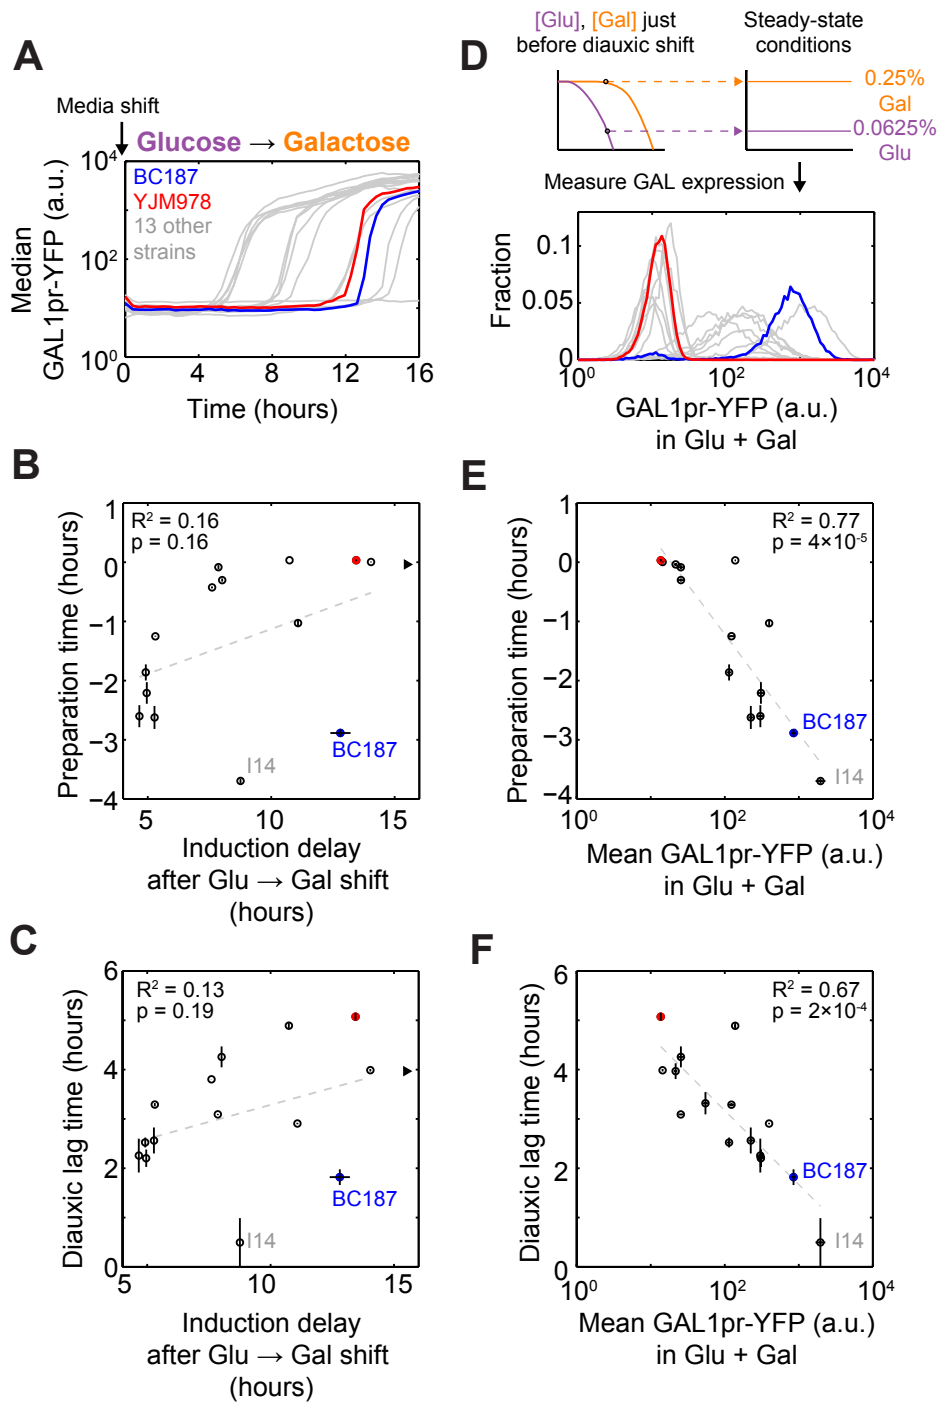 A
Media shift
Glucose → Galactose
10⁴
10²
10⁰
Median
GAL1pr-YFP (a.u.)
BC187
YJM978
13 other
strains
0 4 8 12 16
Time (hours)
D
[Glu], [Gal] just
before diauxic shift
Steady-state
conditions
0.25%
Gal
0.0625%
Glu
Measure GAL expression
0.1
0.05
0
Fraction
10⁰ 10² 10⁴
GAL1pr-YFP (a.u.)
in Glu + Gal
B
1
0
−1
−2
−3
−4
Preparation time (hours)
R² = 0.16
p = 0.16
BC187
I14
5 10 15
Induction delay
after Glu → Gal shift
(hours)
E
1
0
−1
−2
−3
−4
Preparation time (hours)
R² = 0.77
p = 4×10⁻⁵
BC187
I14
10⁰ 10² 10⁴
Mean GAL1pr-YFP (a.u.)
in Glu + Gal
C
6
4
2
0
Diauxic lag time (hours)
R² = 0.13
p = 0.19
BC187
I14
5 10 15
Induction delay
after Glu → Gal shift
(hours)
F
6
4
2
0
Diauxic lag time (hours)
R² = 0.67
p = 2×10⁻⁴
BC187
I14
10⁰ 10² 10⁴
Mean GAL1pr-YFP (a.u.)
in Glu + Gal